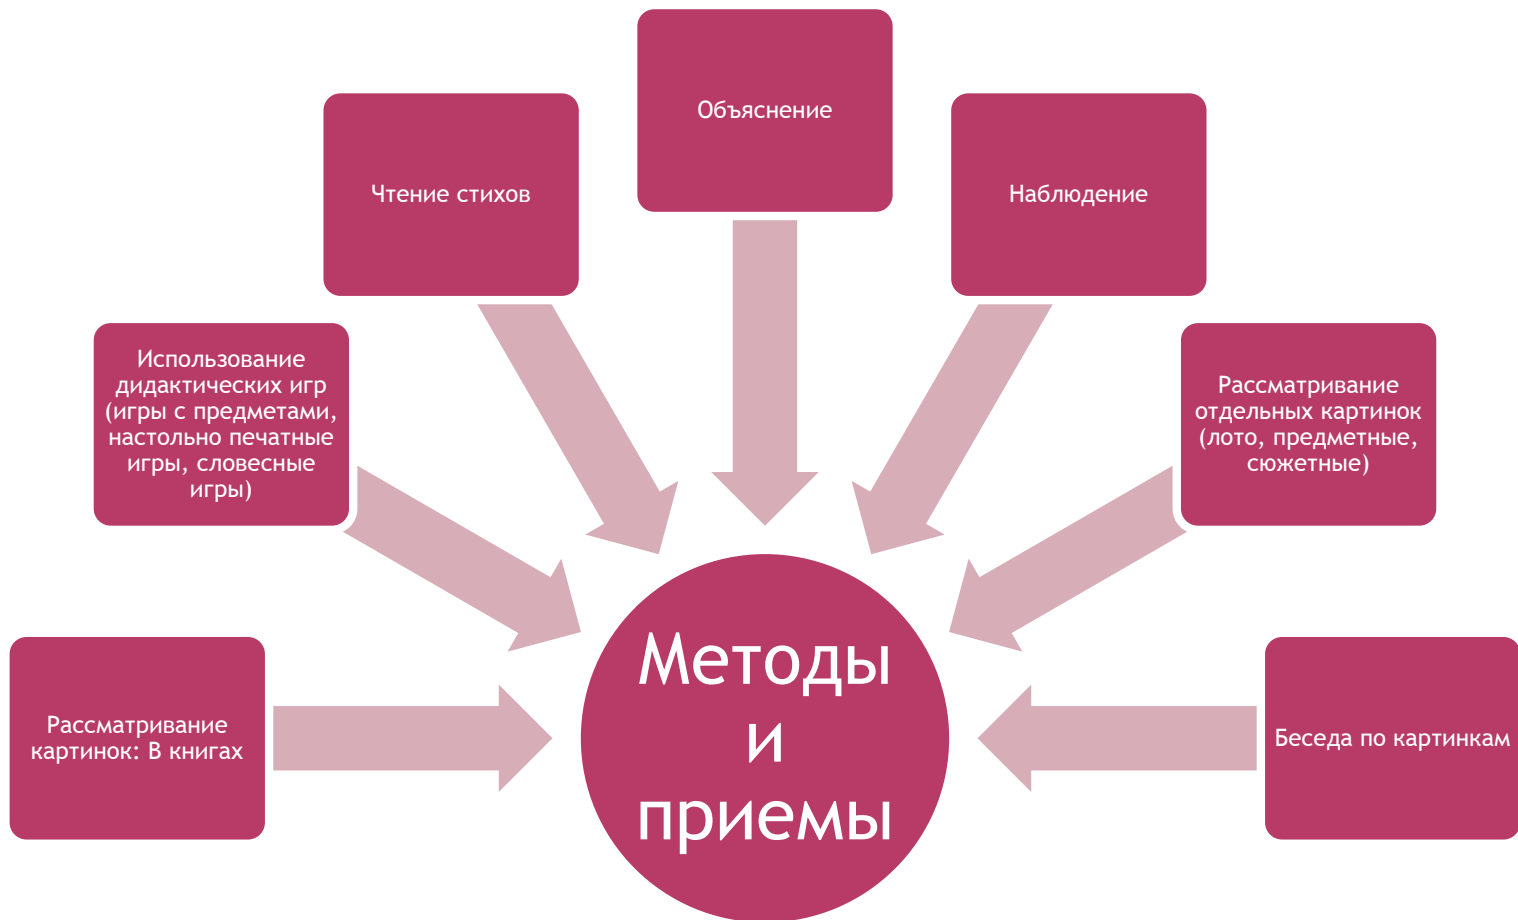 Объяснение
Чтение стихов
Наблюдение
Использование
дидактических игр
(игры с предметами,
настольно печатные
игры, словесные
игры)
Рассматривание
отдельных картинок
(лото, предметные,
сюжетные)
Рассматривание
картинок: В книгах
Методы
и
приемы
Беседа по картинкам